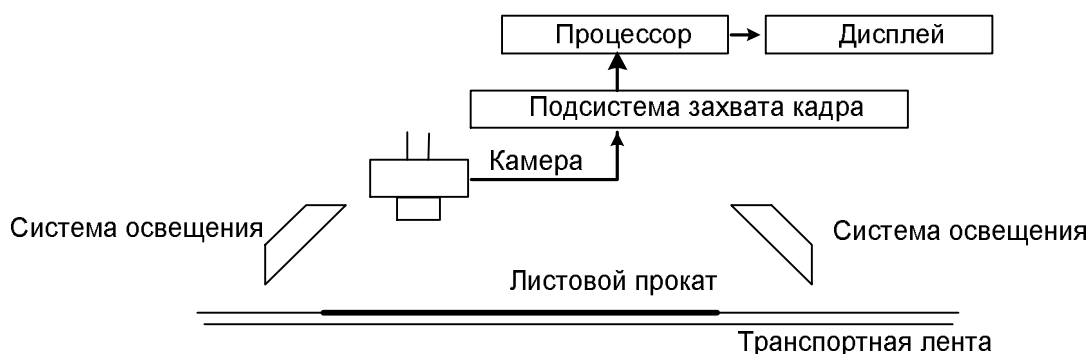 Процессор
Дисплей
Подсистема захвата кадра
Камера
Система освещения
Система освещения
Листовой прокат
Транспортная лента